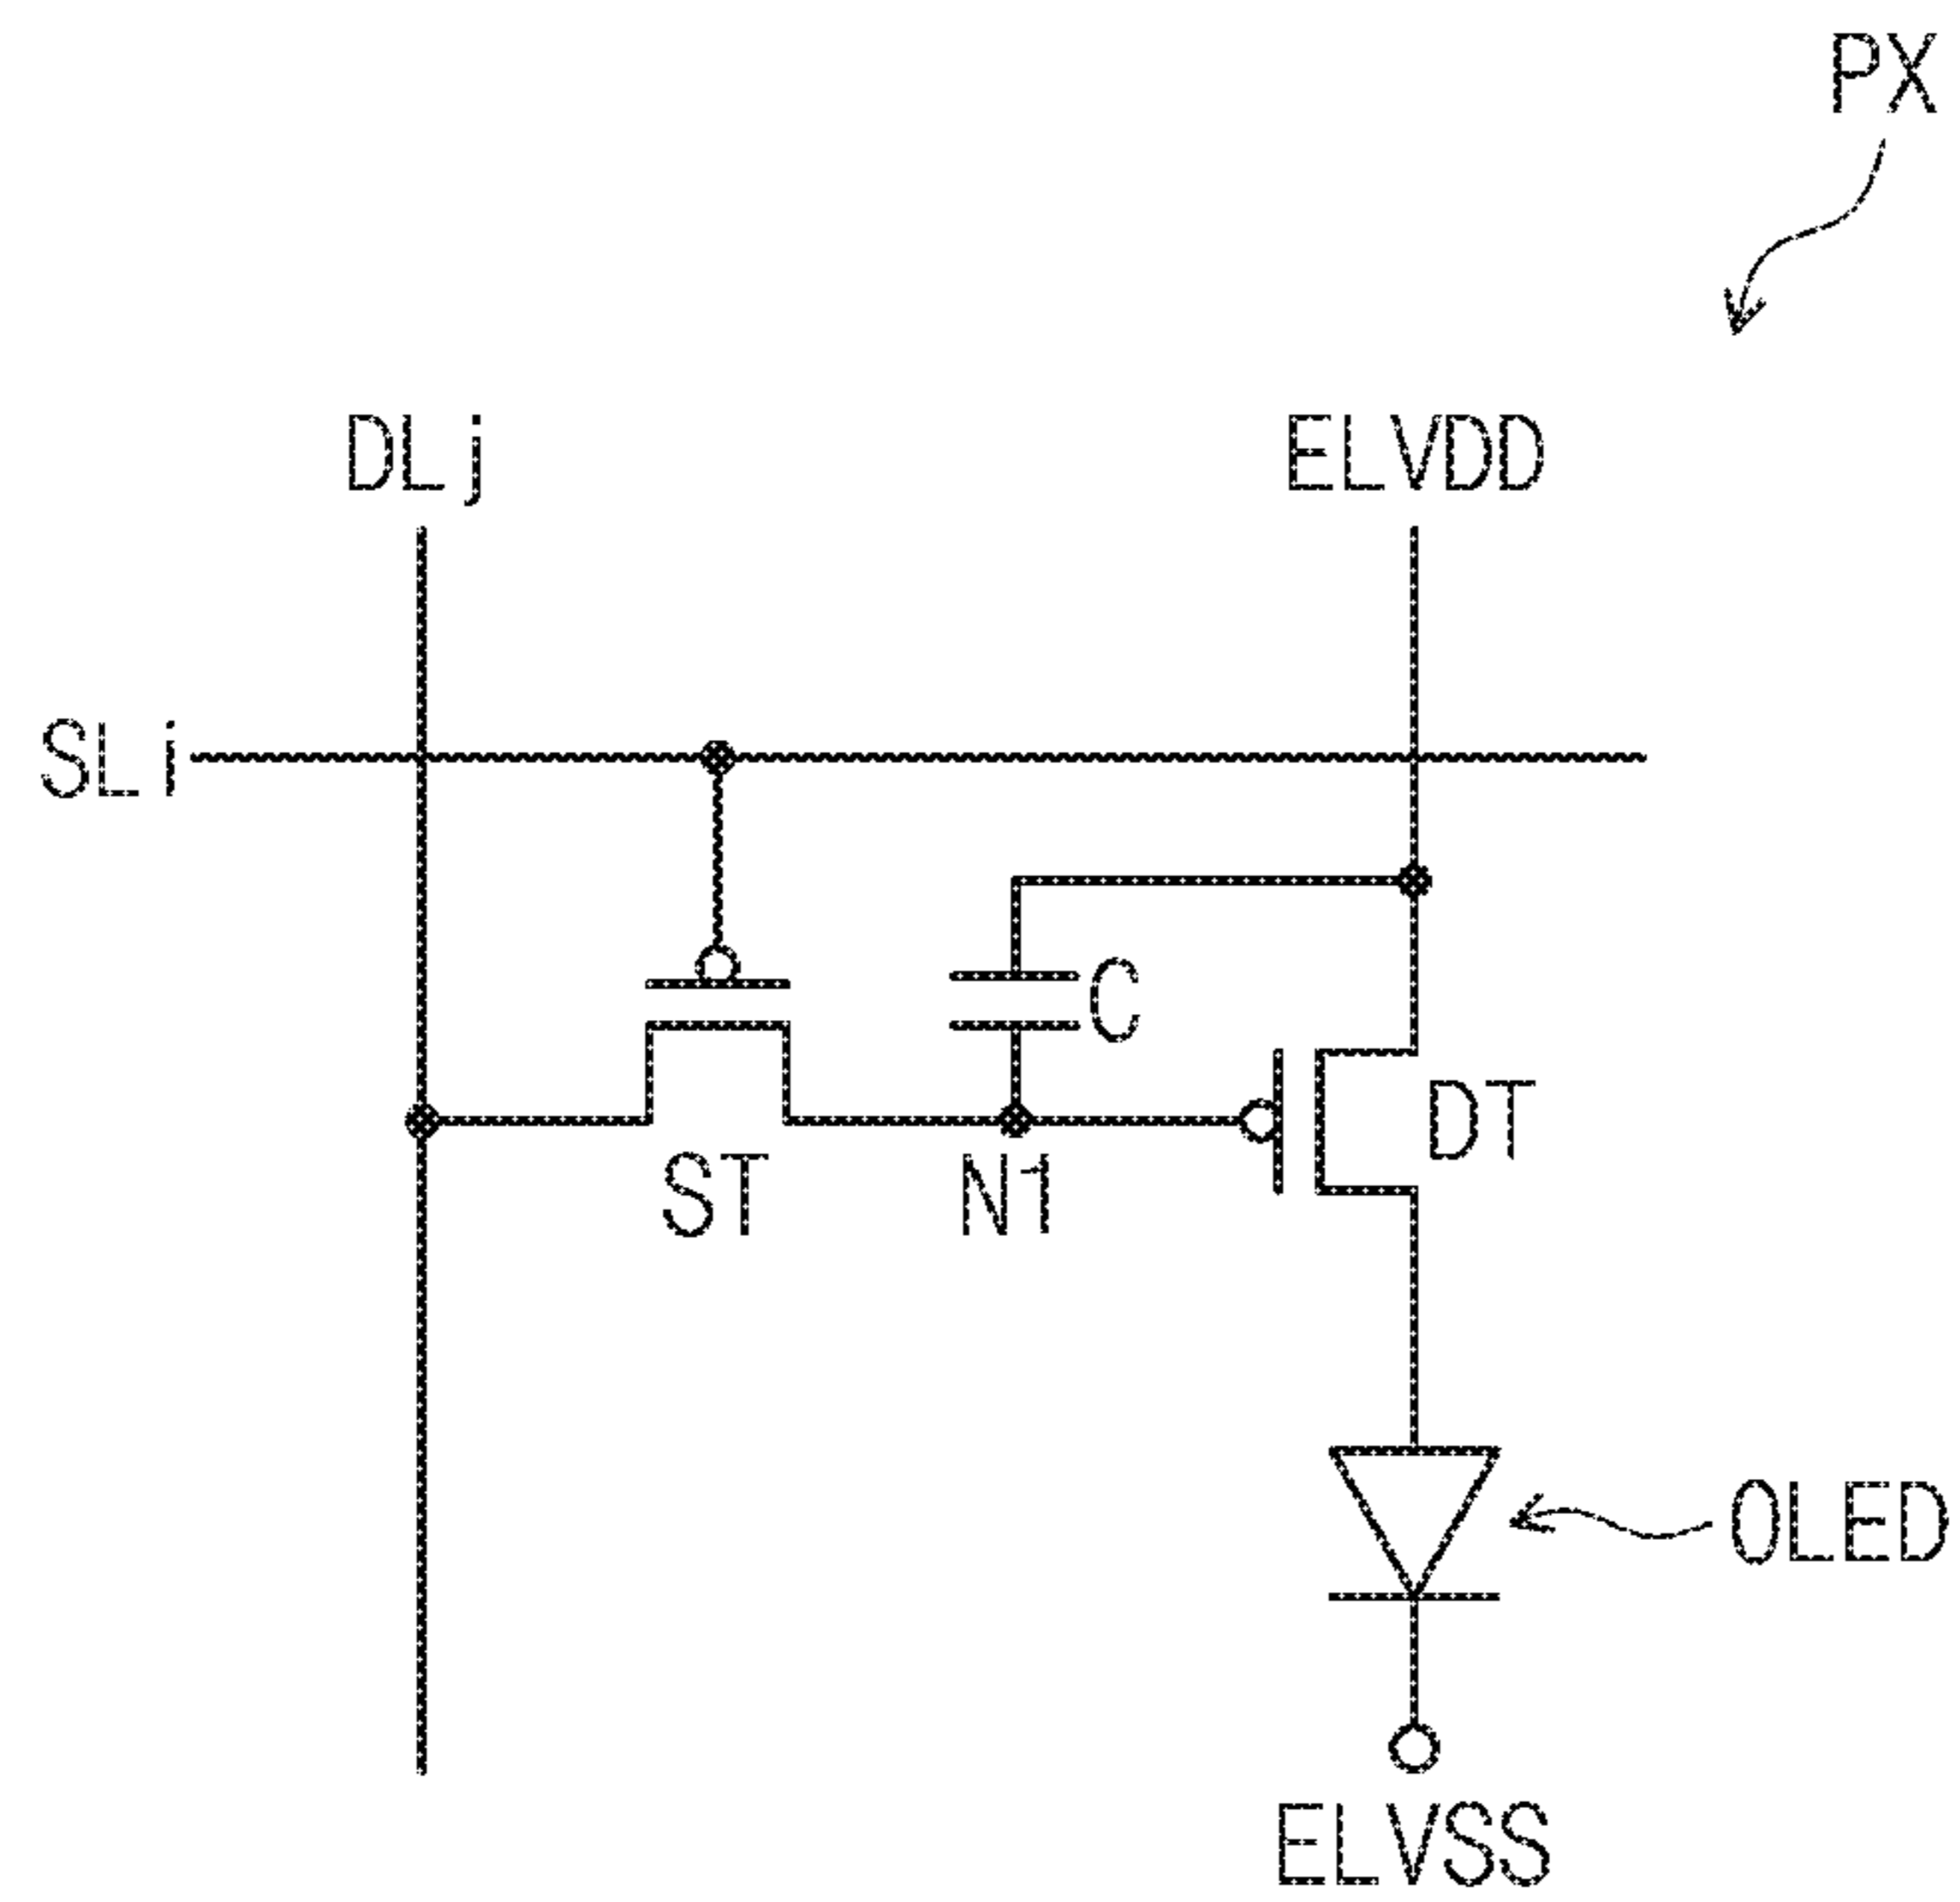 PX
DLj
ELVDD
SLi
C
DT
ST
N1
OLED
ELVSS